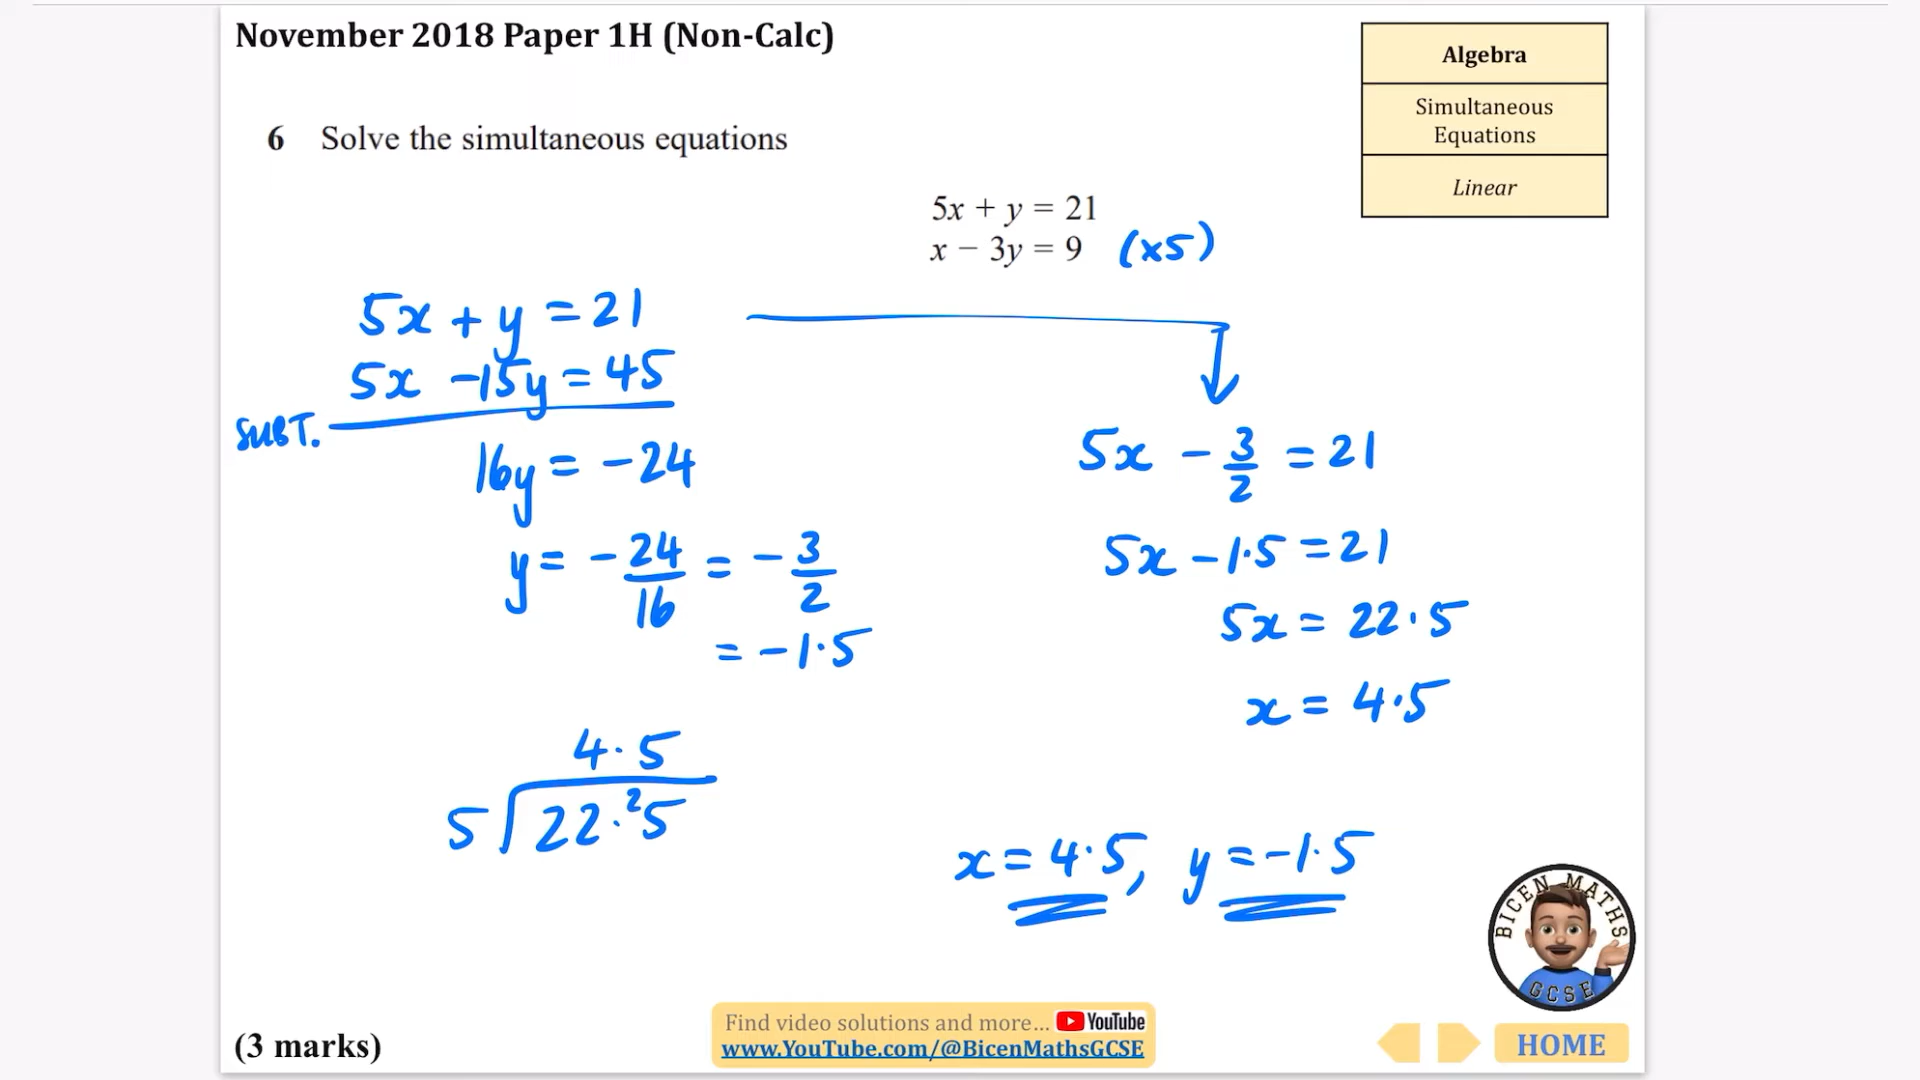 November 2018 Paper 1H (Non-Calc)
Algebra
Simultaneous
Equations
Linear
6 Solve the simultaneous equations
5x + y = 21
x − 3y = 9 (×5)
5x + y = 21
5x −15y = 45
SUBT.
16y = −24
y = −24/16 = −3/2
= −1.5
5x − 3/2 = 21
5x − 1.5 = 21
5x = 22.5
x = 4.5
4.5
5 22.²5
x = 4.5, y = −1.5
BICEN MATHS
GCSE
(3 marks)
Find video solutions and more... YouTube
www.YouTube.com/@BicenMathsGCSE
HOME